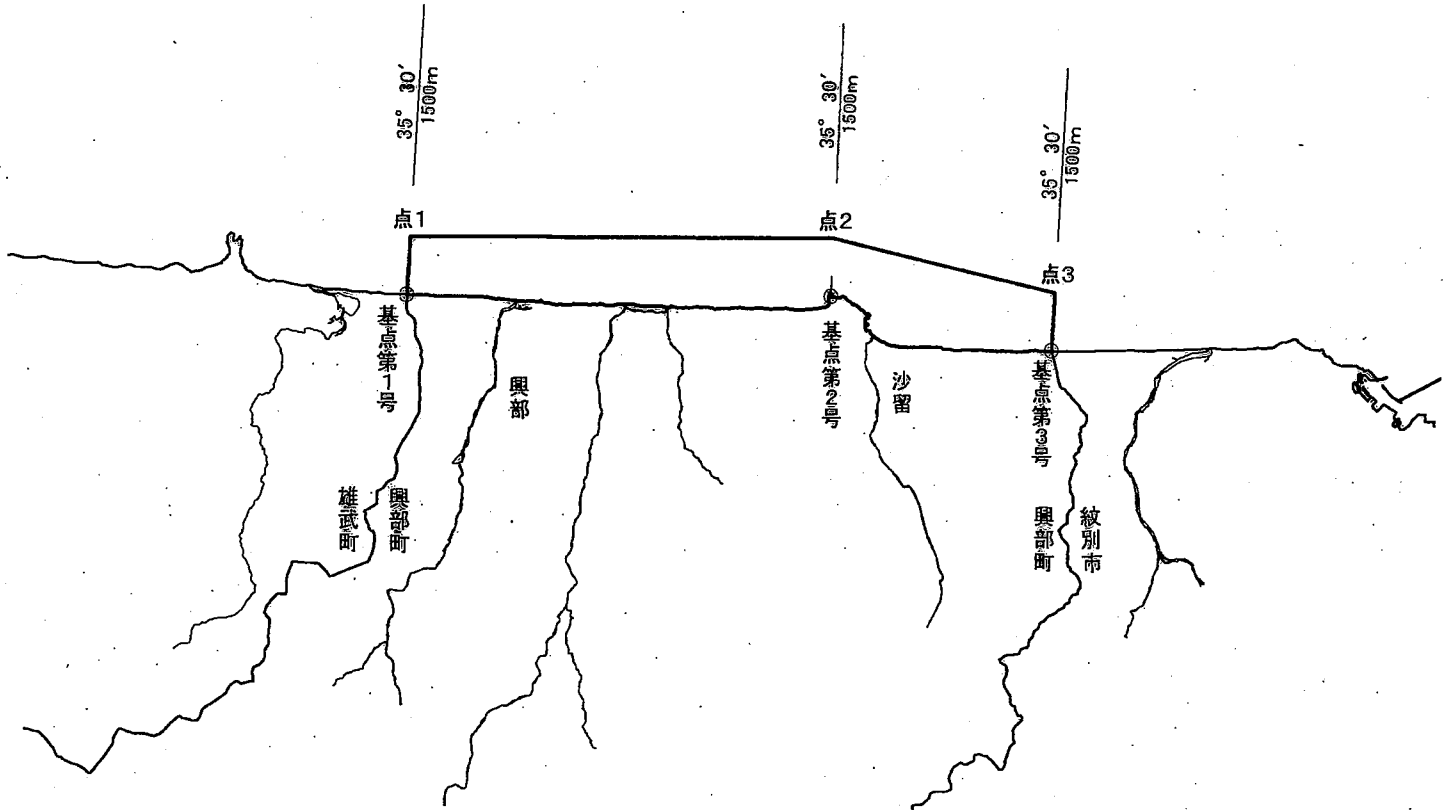 35° 30′
1500m
35° 30′
1500m
35° 30′
1500m
点1
点2
点3
基点第1号
基点第2号
基点第3号
興部
沙留
雄武町
興部町
興部町
紋別市